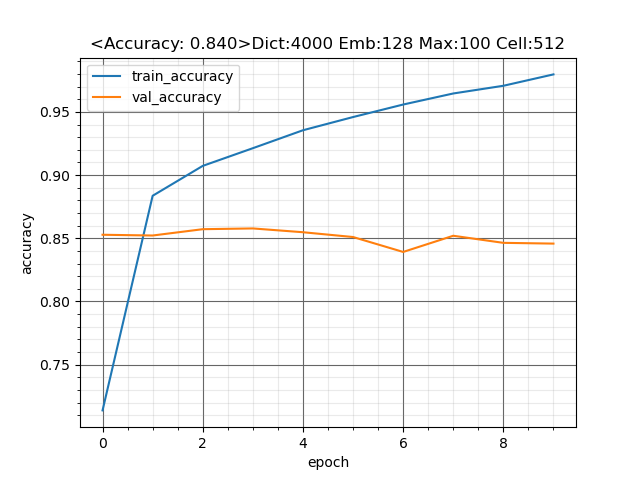 <Accuracy: 0.840>Dict:4000 Emb:128 Max:100 Cell:512
train_accuracy
val_accuracy
accuracy
0.95
0.90
0.85
0.80
0.75
0 2 4 6 8
epoch